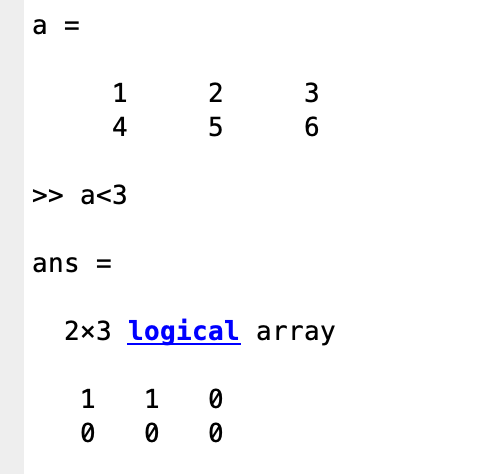 a =
1 2 3
4 5 6
>> a<3
ans =
2×3 logical array
1 1 0
0 0 0